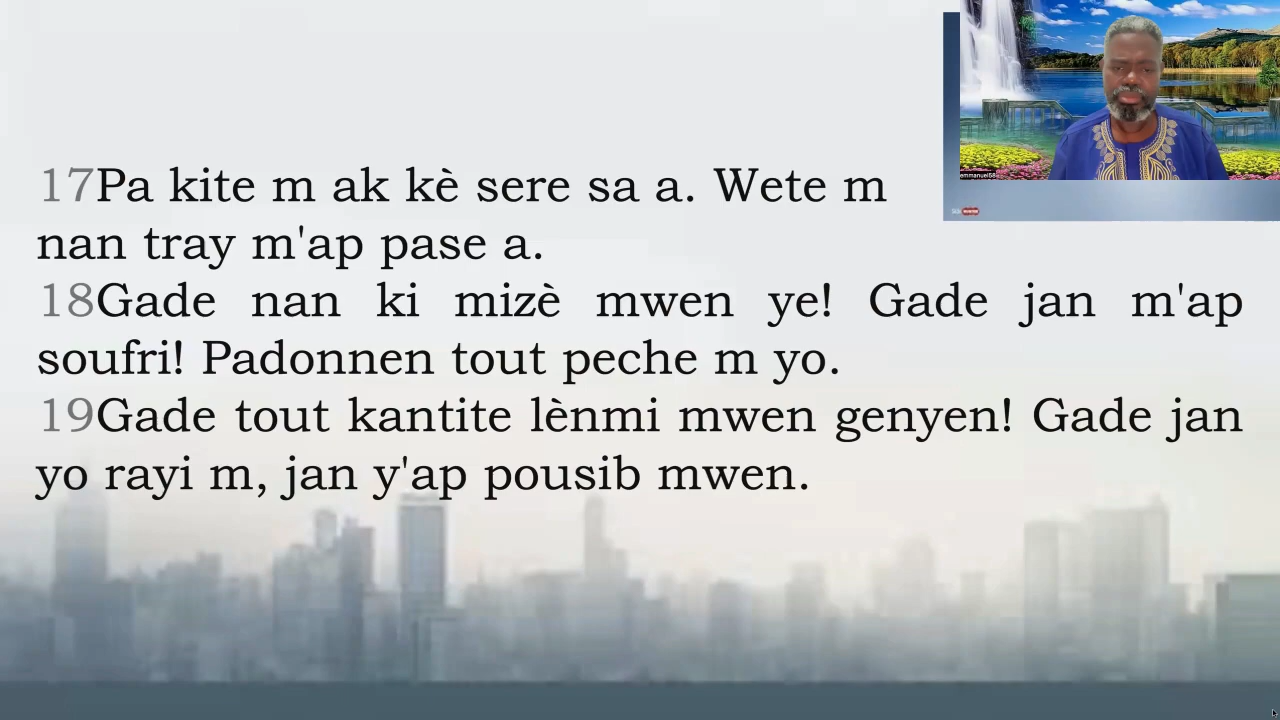 17Pa kite m ak kè sere sa a. Wete m
nan tray m'ap pase a.
18Gade nan ki mizè mwen ye! Gade jan m'ap
soufri! Padonnen tout peche m yo.
19Gade tout kantite lènmi mwen genyen! Gade jan
yo rayi m, jan y'ap pousib mwen.
emmanuel68